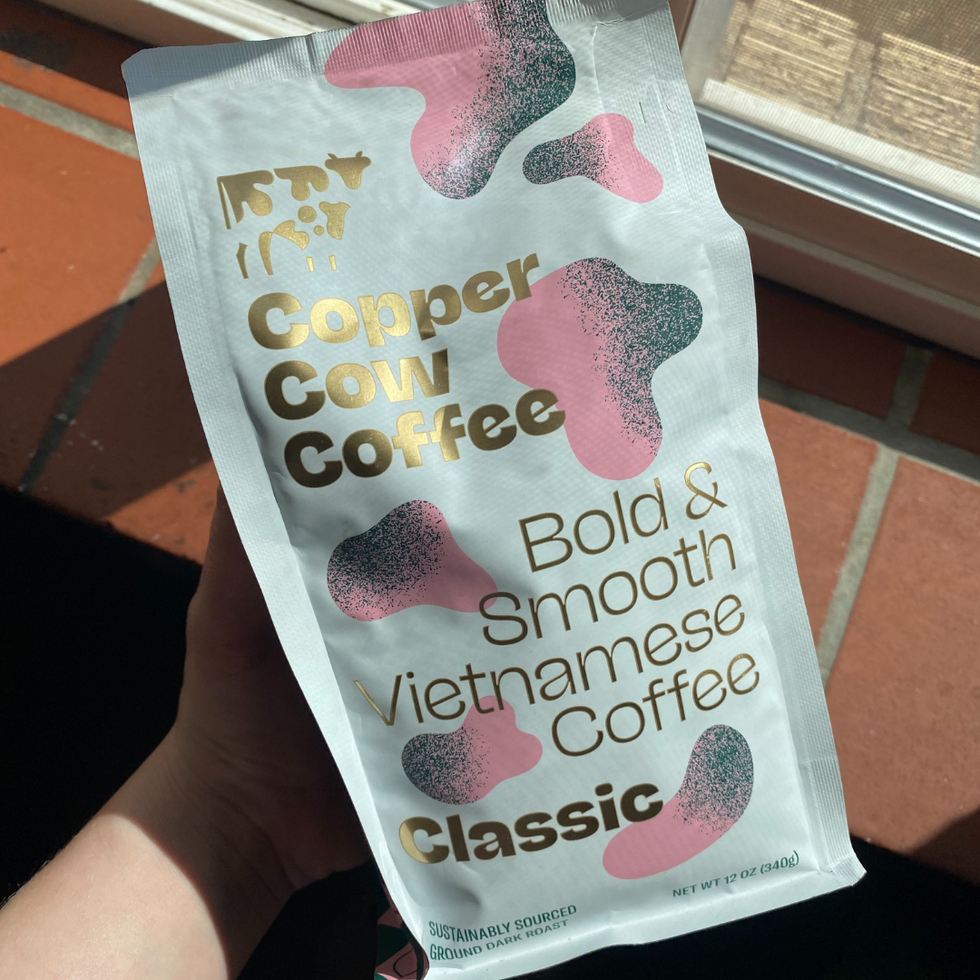 Copper
Cow
Coffee
Bold &
Smooth
Vietnamese
Coffee
Classic
NET WT 12 OZ (340g)
SUSTAINABLY SOURCED
GROUND DARK ROAST